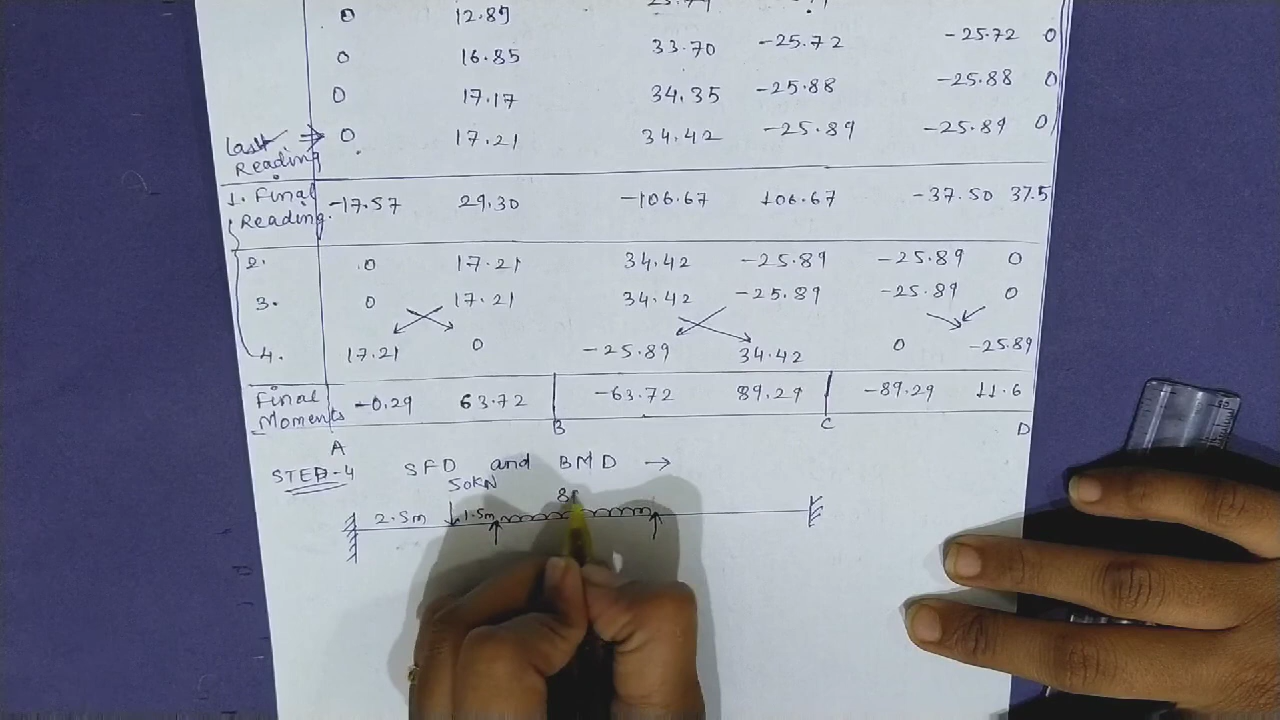 0 12.87
0 16.85 33.70 -25.72 -25.72 0
0 17.17 34.35 -25.88 -25.88 0
Last Reading ⇒ 0 17.21 34.42 -25.89 -25.89 0
1. Final Reading. -17.57 29.30 -106.67 106.67 -37.50 37.5
2. 0 17.21 34.42 -25.89 -25.89 0
3. 0 17.21 34.42 -25.89 -25.89 0
4. 17.21 0 -25.89 34.42 0 -25.89
Final Moments -0.29 63.72 -63.72 89.29 -89.29 11.6
A B C D
STEP-4 SFD and BMD →
50KN
2.5m 1.5m